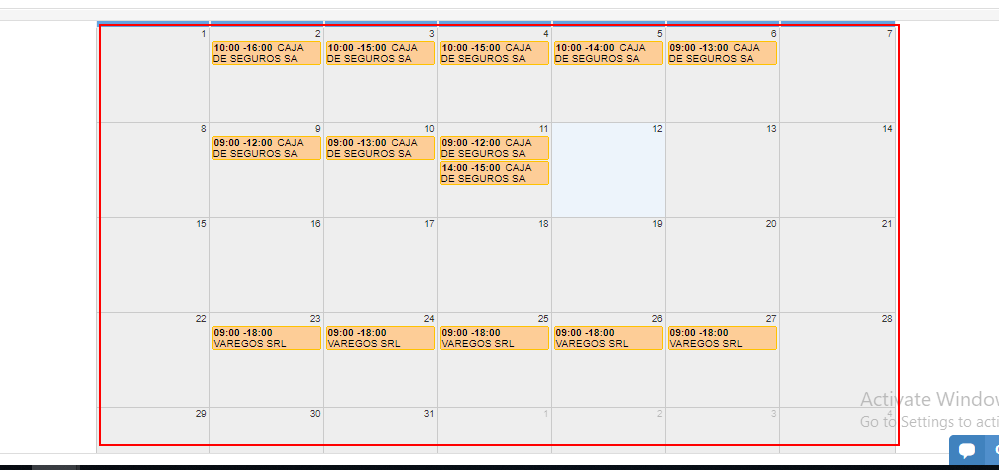 1 2 3 4 5 6 7
10:00 -16:00 CAJA
DE SEGUROS SA
10:00 -15:00 CAJA
DE SEGUROS SA
10:00 -15:00 CAJA
DE SEGUROS SA
10:00 -14:00 CAJA
DE SEGUROS SA
09:00 -13:00 CAJA
DE SEGUROS SA
8 9 10 11 12 13 14
09:00 -12:00 CAJA
DE SEGUROS SA
09:00 -13:00 CAJA
DE SEGUROS SA
09:00 -12:00 CAJA
DE SEGUROS SA
14:00 -15:00 CAJA
DE SEGUROS SA
15 16 17 18 19 20 21
22 23 24 25 26 27 28
09:00 -18:00
VAREGOS SRL
09:00 -18:00
VAREGOS SRL
09:00 -18:00
VAREGOS SRL
09:00 -18:00
VAREGOS SRL
09:00 -18:00
VAREGOS SRL
29 30 31 1 2 3 4
Activate Window
Go to Settings to acti